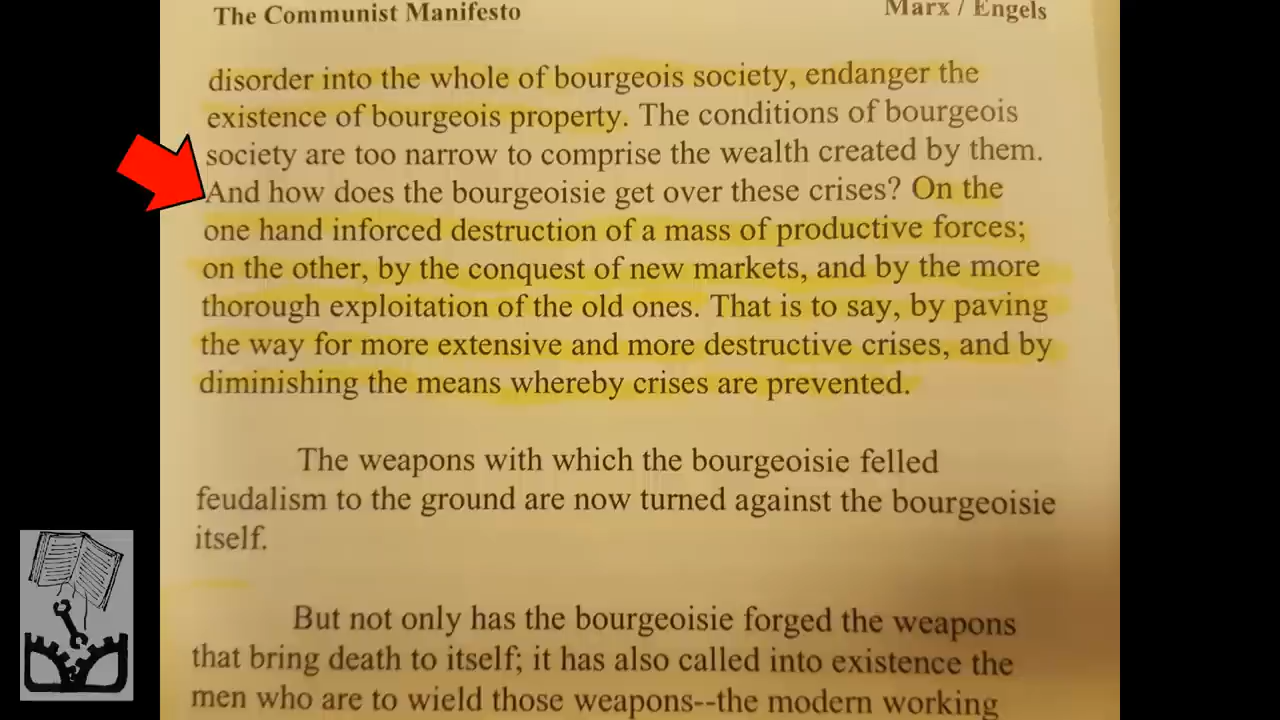 The Communist Manifesto Marx / Engels
disorder into the whole of bourgeois society, endanger the
existence of bourgeois property. The conditions of bourgeois
society are too narrow to comprise the wealth created by them.
And how does the bourgeoisie get over these crises? On the
one hand inforced destruction of a mass of productive forces;
on the other, by the conquest of new markets, and by the more
thorough exploitation of the old ones. That is to say, by paving
the way for more extensive and more destructive crises, and by
diminishing the means whereby crises are prevented.
The weapons with which the bourgeoisie felled
feudalism to the ground are now turned against the bourgeoisie
itself.
But not only has the bourgeoisie forged the weapons
that bring death to itself; it has also called into existence the
men who are to wield those weapons--the modern working